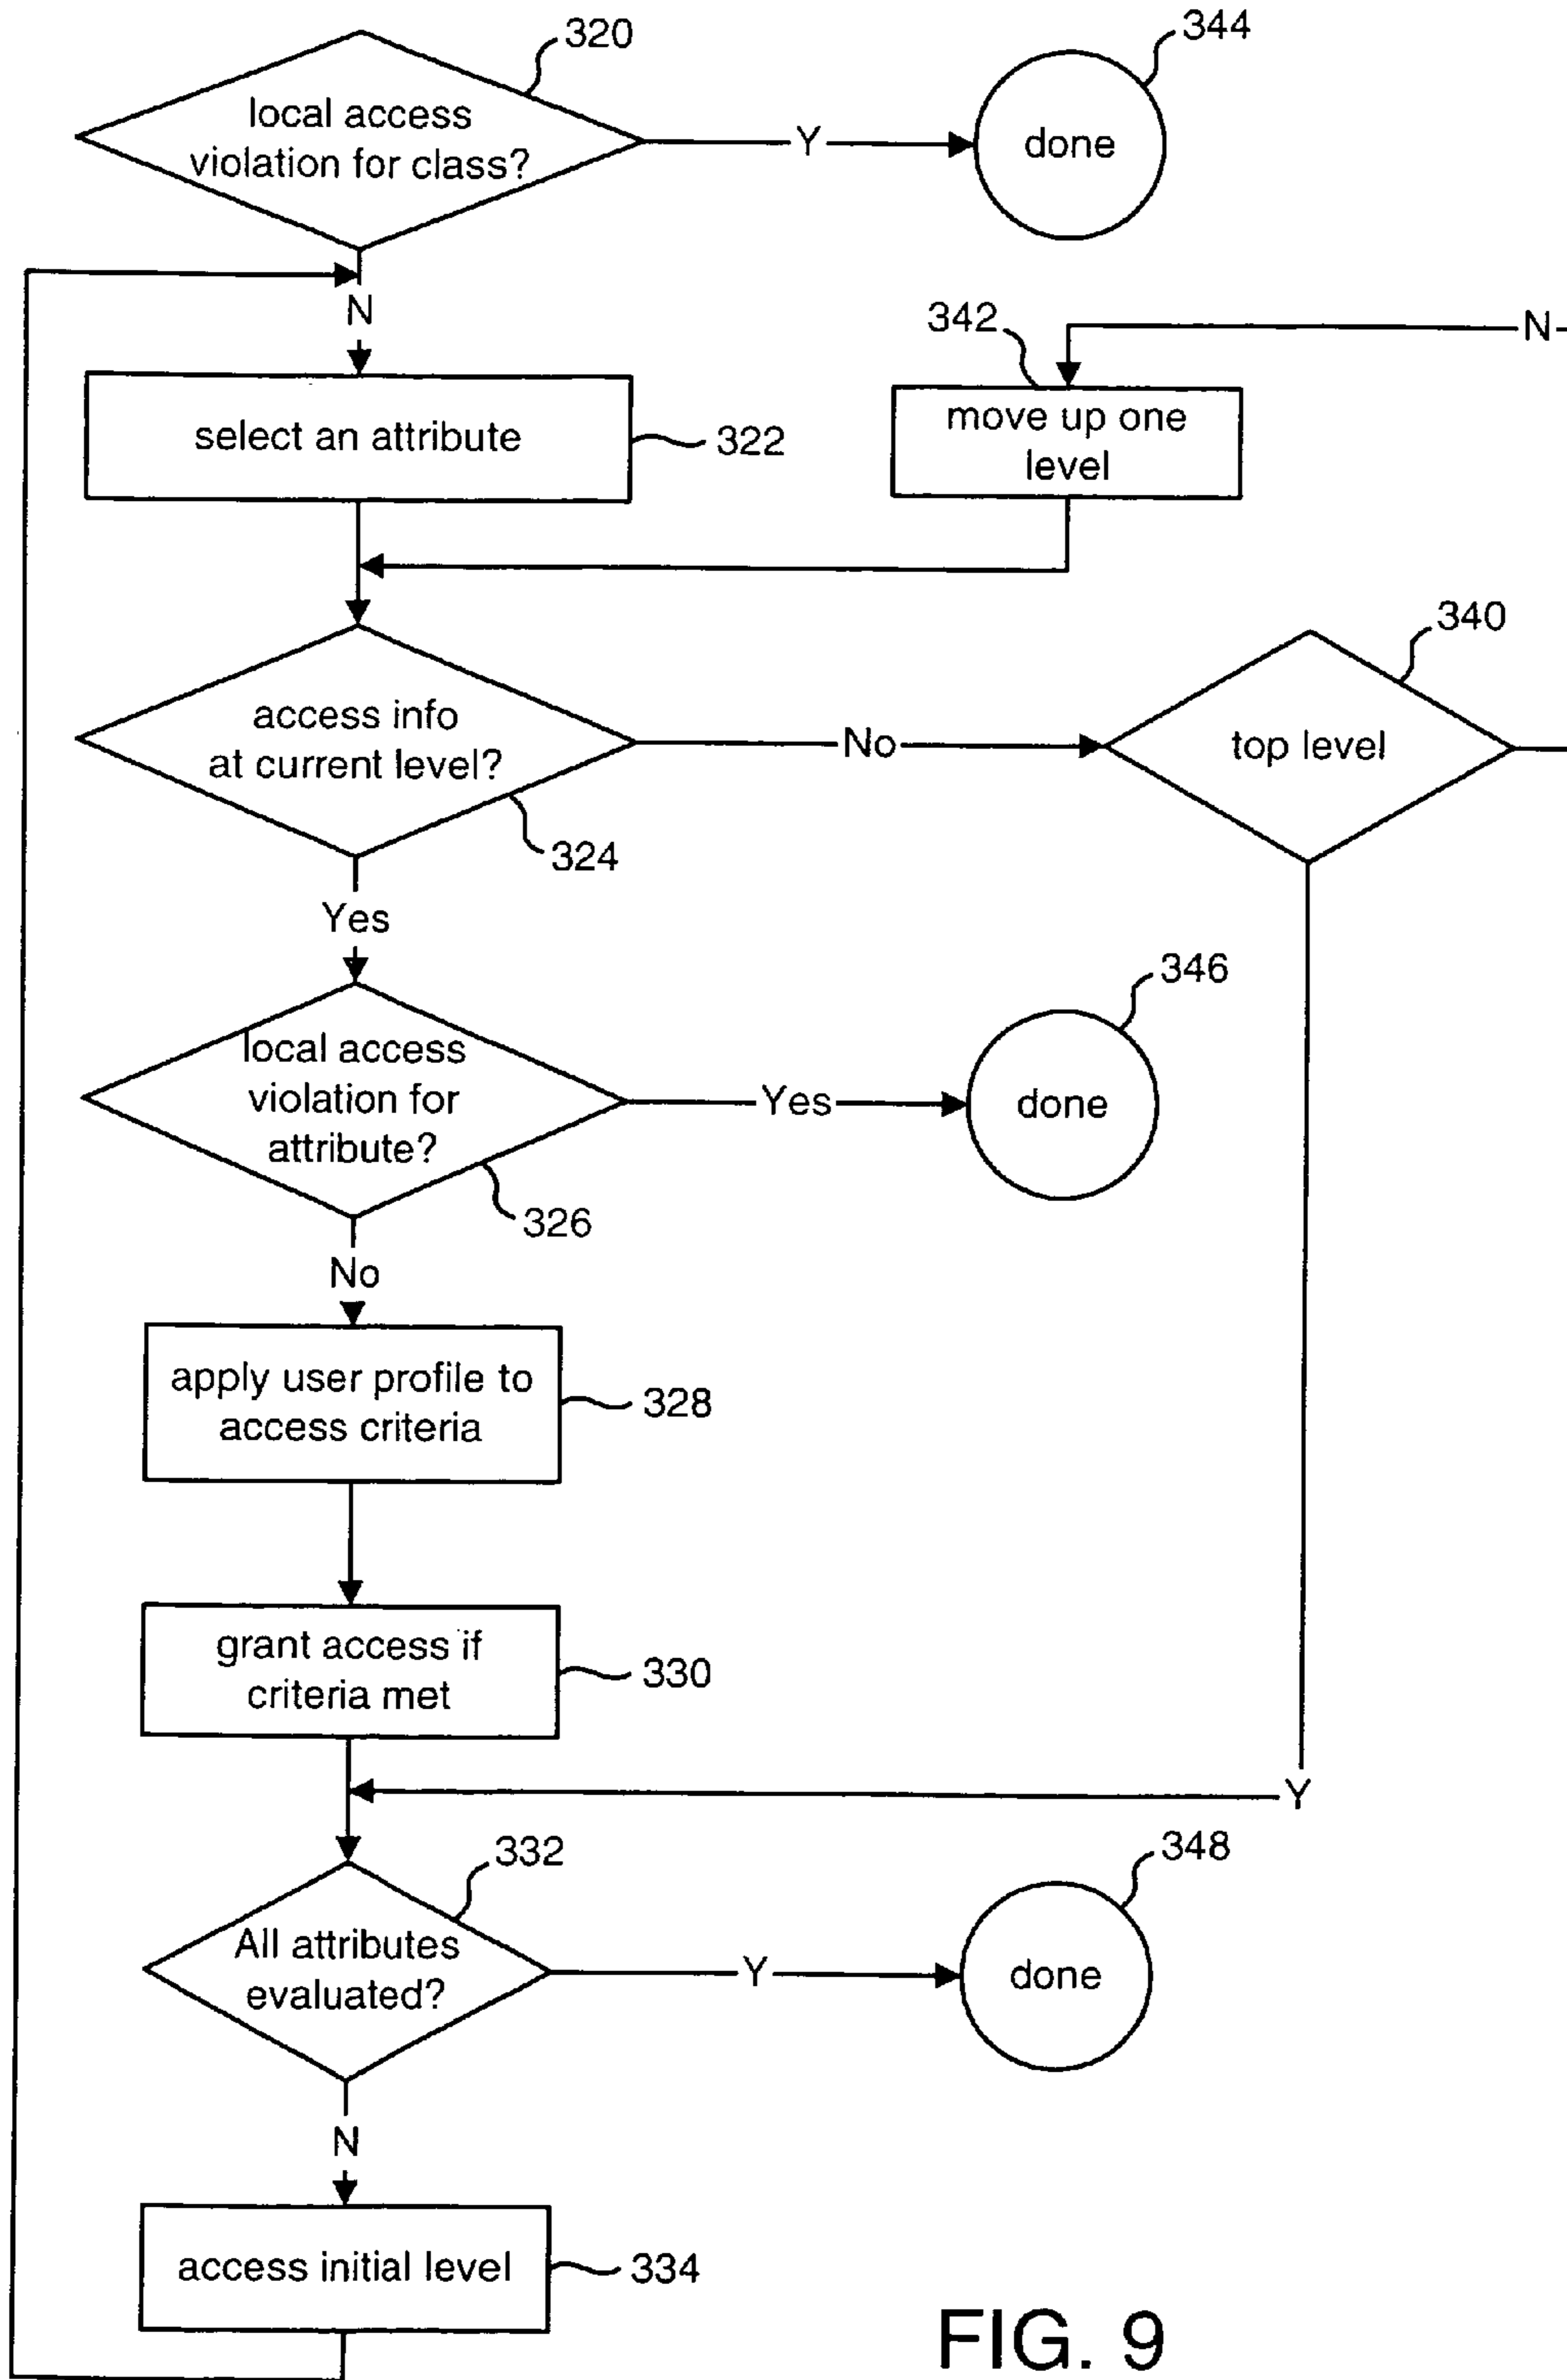 320
local access
violation for class?
Y
344
done
N
select an attribute
322
342
N
move up one
level
access info
at current level?
324
No
340
top level
Yes
local access
violation for
attribute?
326
Yes
346
done
No
apply user profile to
access criteria
328
grant access if
criteria met
330
Y
332
All attributes
evaluated?
Y
348
done
N
access initial level
334
FIG. 9